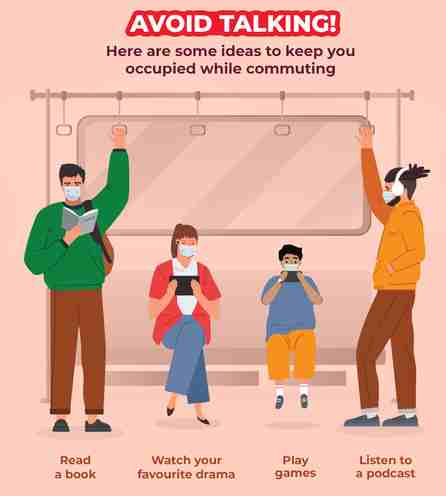 AVOID TALKING!
Here are some ideas to keep you
occupied while commuting
Read
a book
Watch your
favourite drama
Play
games
Listen to
a podcast